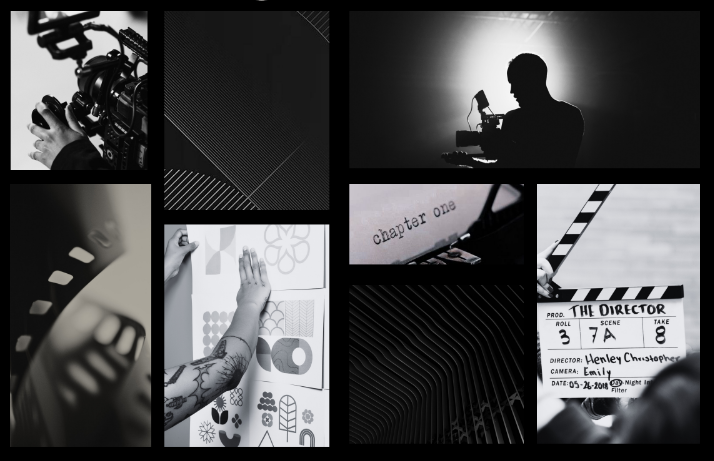 chapter one
PROD. THE DIRECTOR
ROLL SCENE TAKE
3 7A 8
DIRECTOR: Henley Christopher
CAMERA: Emily
DATE: 05-26-2018 Day-Night
Filter